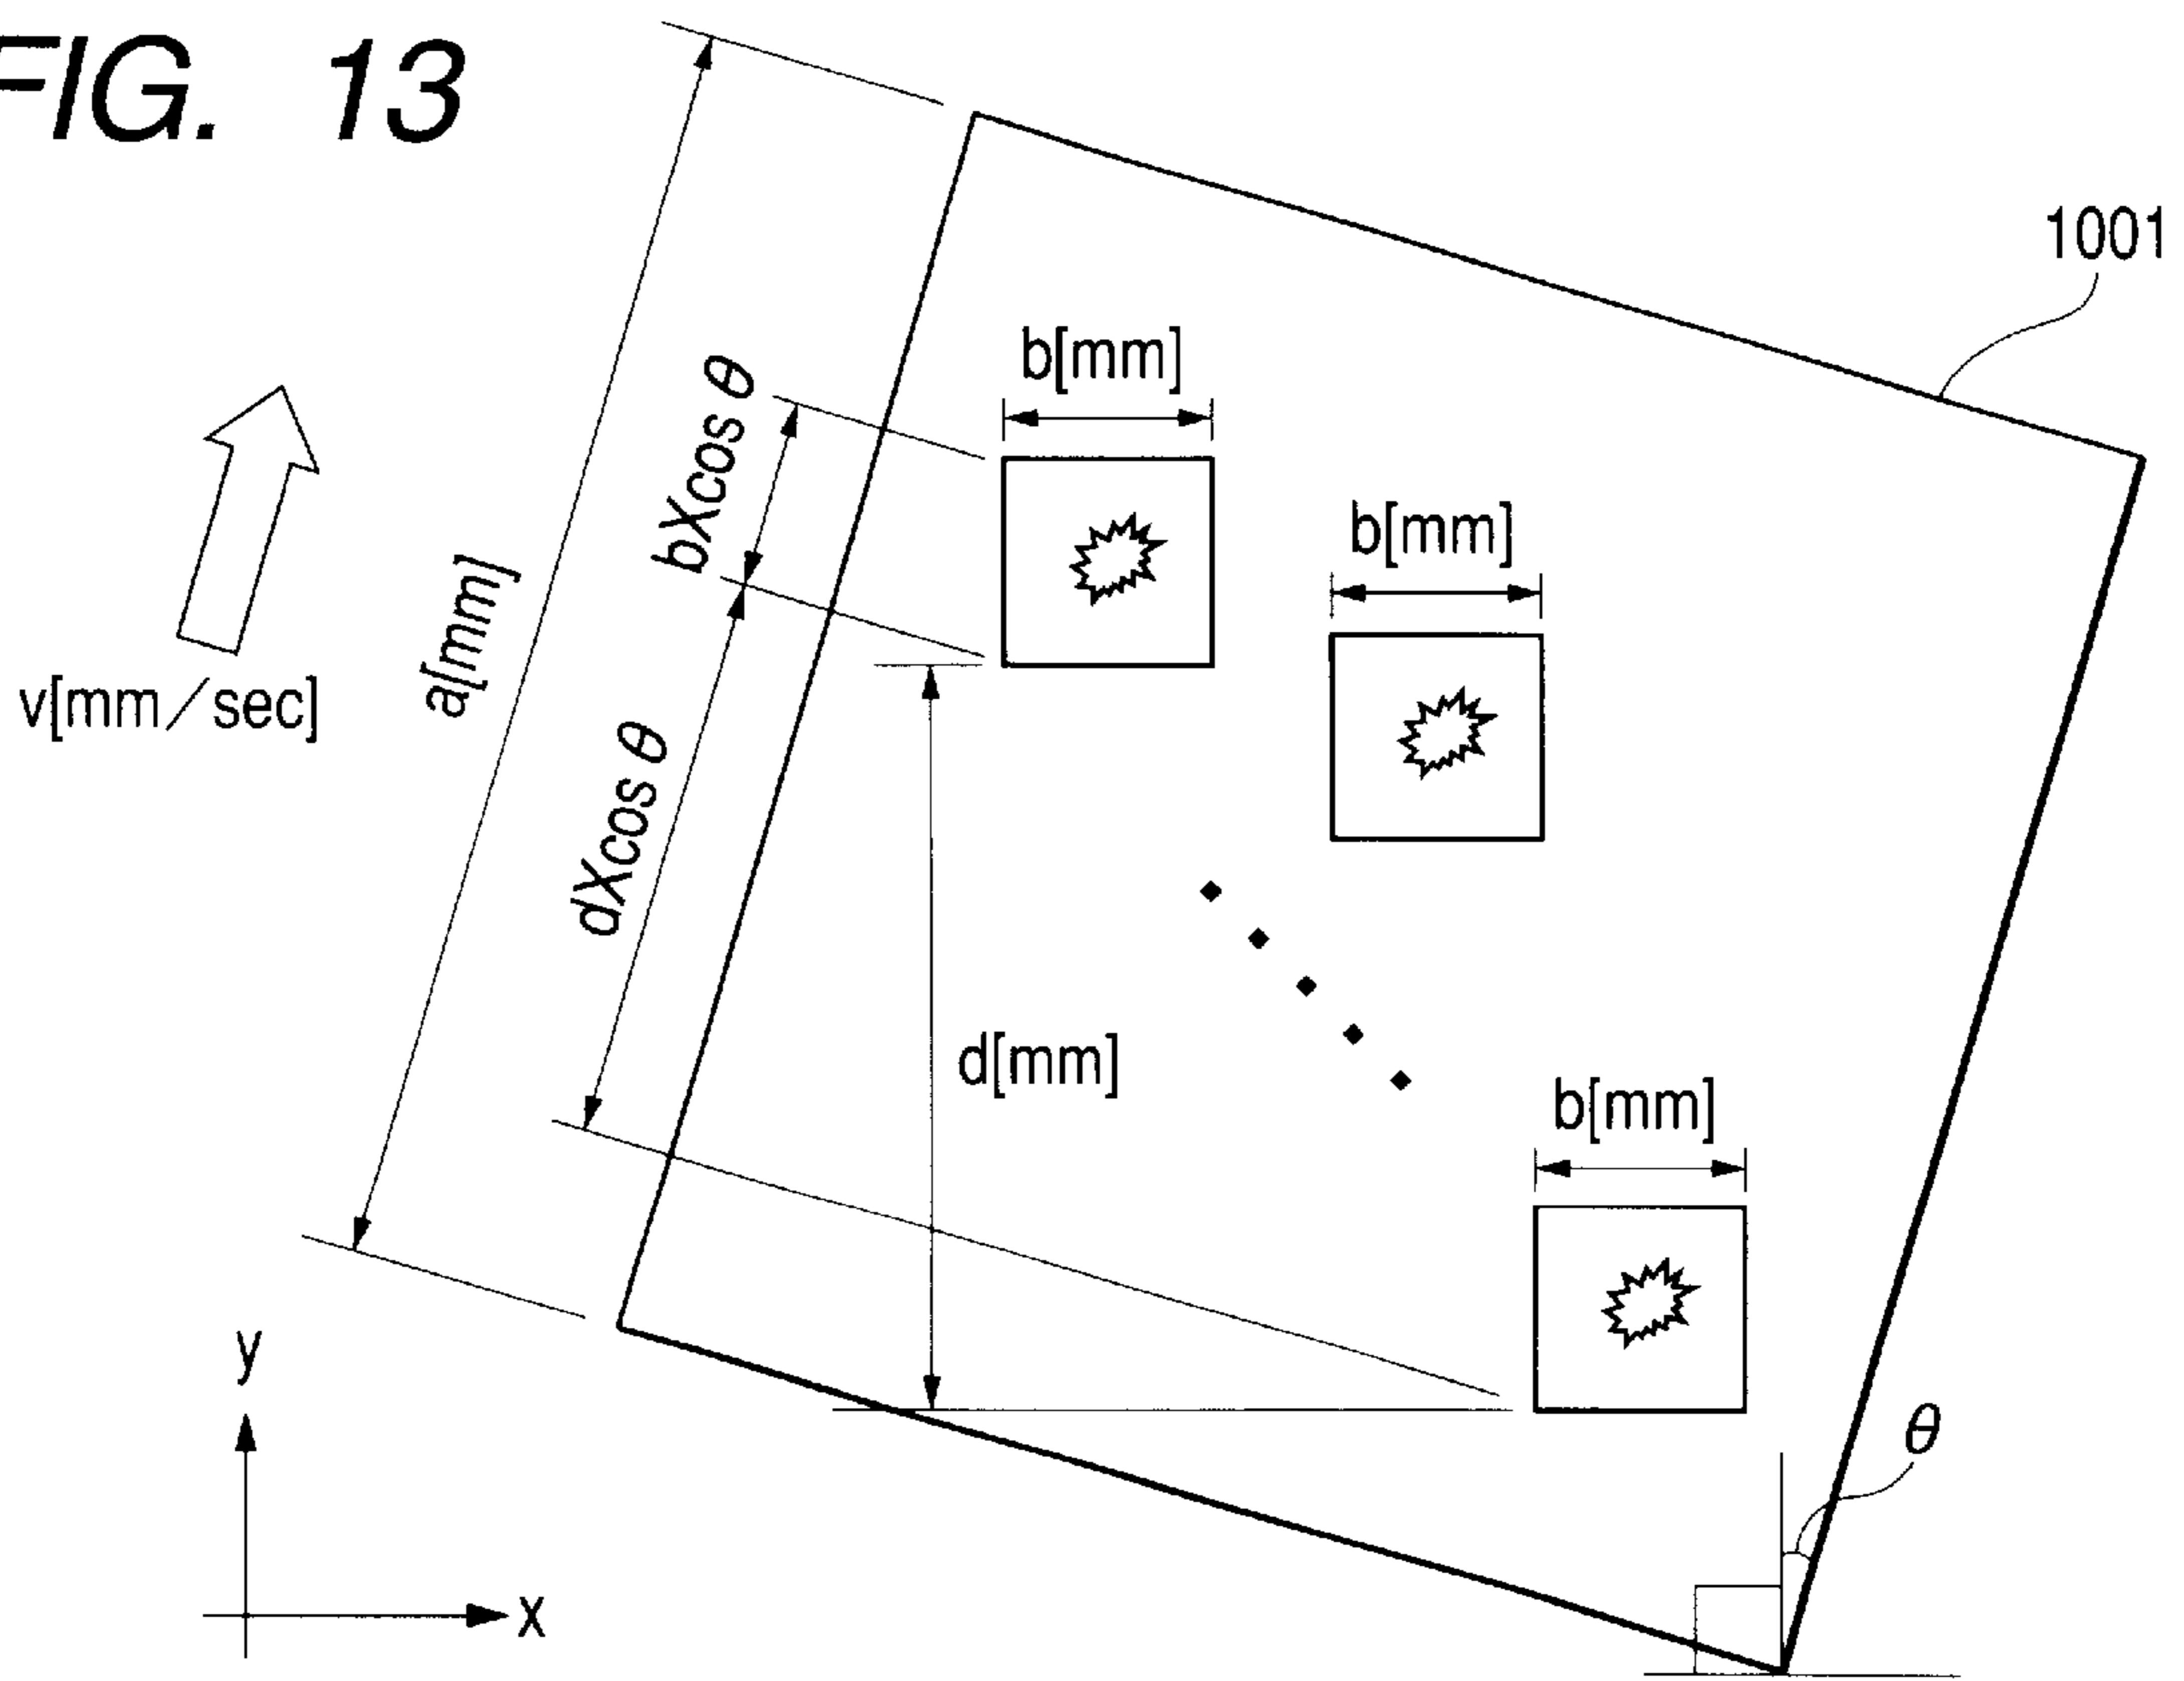 FIG. 13
1001
b[mm]
bXcos θ
b[mm]
a[mm]
v[mm/sec]
dXcos θ
d[mm]
b[mm]
y
θ
x